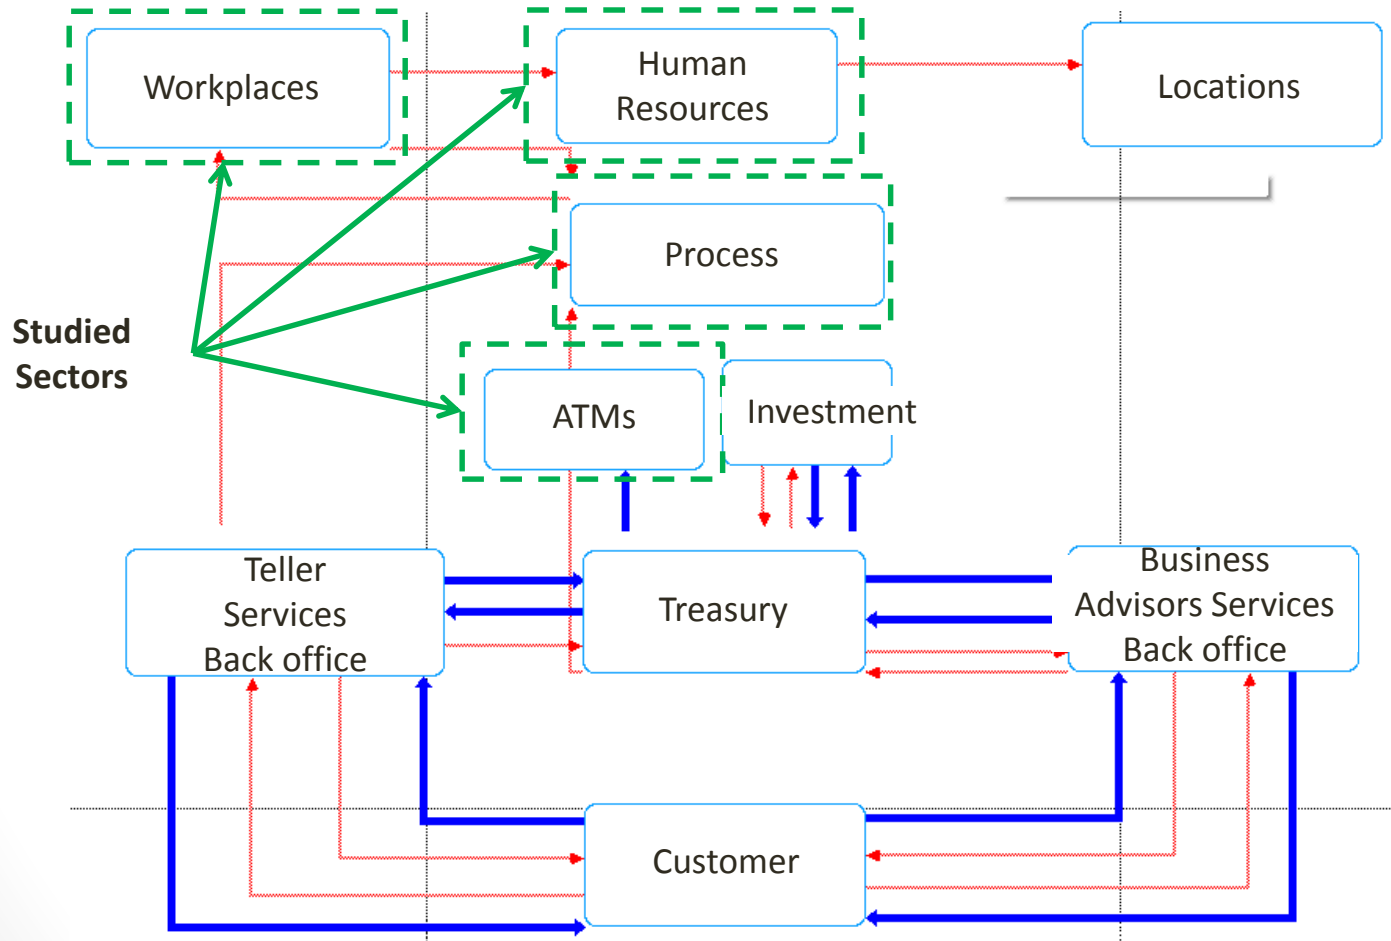 Workplaces
Human
Resources
Locations
Process
Studied
Sectors
ATMs
Investment
Teller
Services
Back office
Treasury
Business
Advisors Services
Back office
Customer